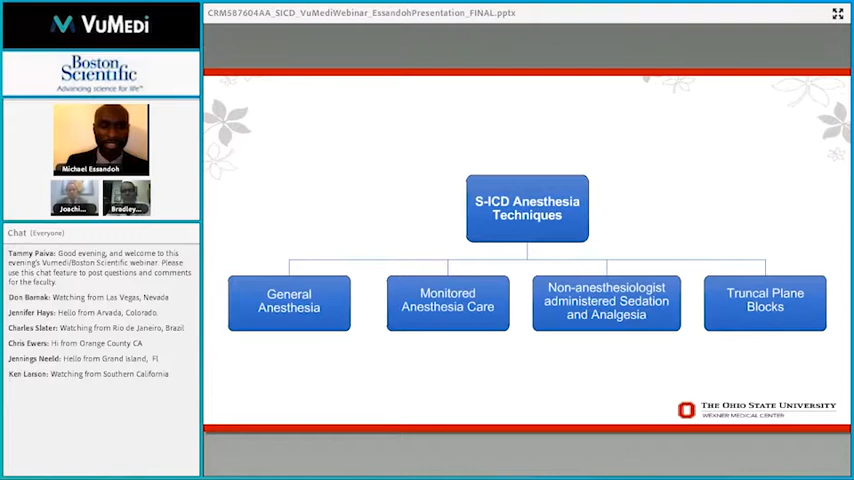 VUMEDI
Boston
Scientific
Advancing science for life™
Michael Essandoh
Joachi...
Bradley...
Chat (Everyone)
Tammy Paiva: Good evening, and welcome to this
evening's Vumedi/Boston Scientific webinar. Please
use this chat feature to post questions and comments
for the faculty.
Don Barnak: Watching from Las Vegas, Nevada
Jennifer Hays: Hello from Arvada, Colorado.
Charles Slater: Watching from Rio de Janeiro, Brazil
Chris Ewers: Hi from Orange County CA
Jennings Neeld: Hello from Grand Island, FL
Ken Larson: Watching from Southern California
CRM587604AA_SICD_VuMediWebinar_EssandohPresentation_FINAL.pptx
S-ICD Anesthesia
Techniques
General
Anesthesia
Monitored
Anesthesia Care
Non-anesthesiologist
administered Sedation
and Analgesia
Truncal Plane
Blocks
THE OHIO STATE UNIVERSITY
WEXNER MEDICAL CENTER